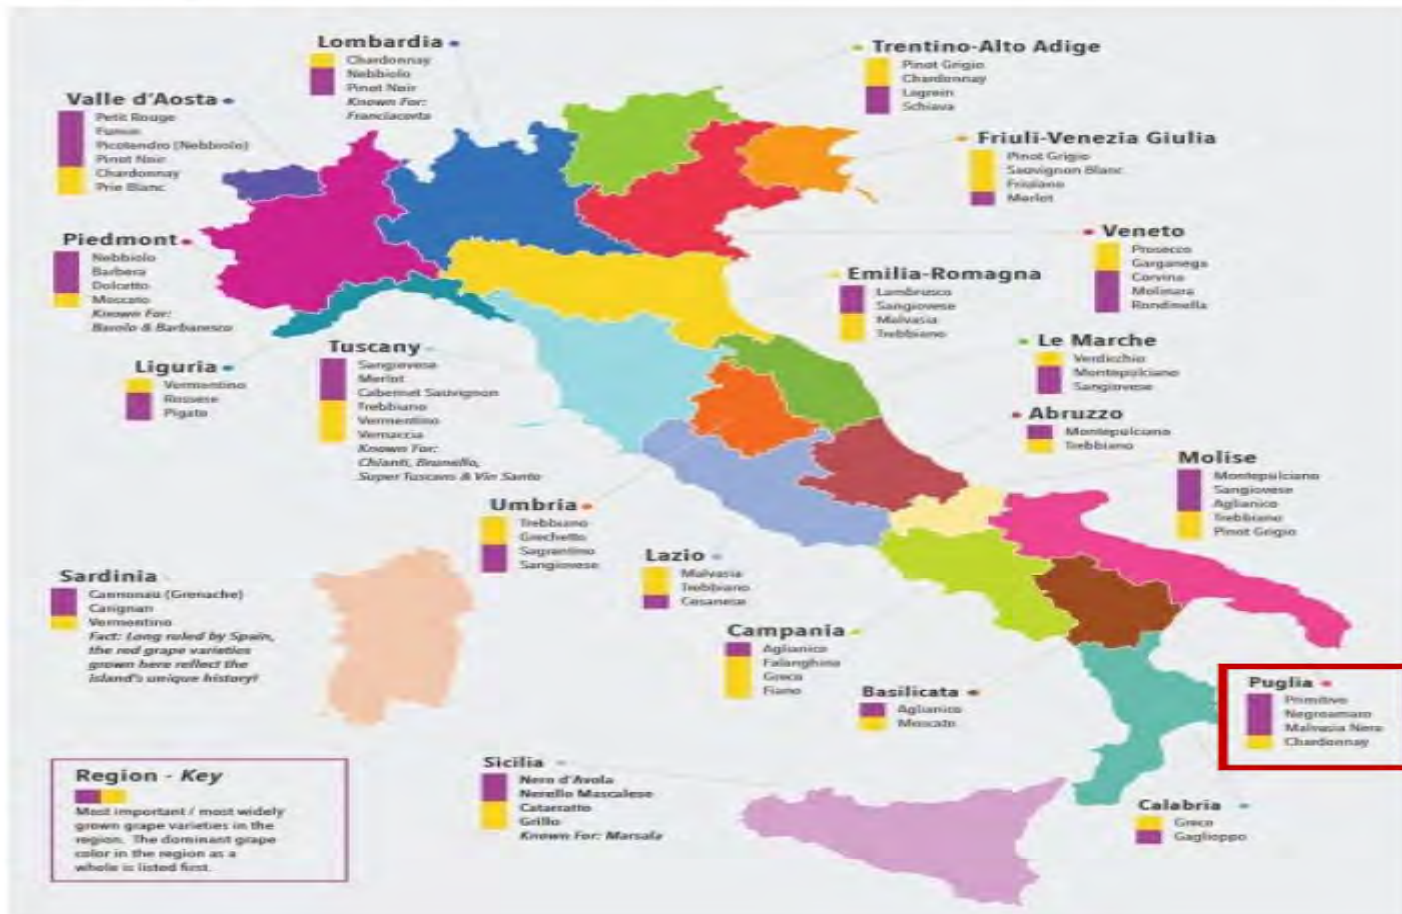 Lombardia
Chardonnay
Nebbiolo
Pinot Noir
Known For:
Franciacorta
Trentino-Alto Adige
Pinot Grigio
Chardonnay
Lagrein
Schiava
Valle d'Aosta
Petit Rouge
Fumin
Picotendro (Nebbiolo)
Pinot Noir
Chardonnay
Prie Blanc
Friuli-Venezia Giulia
Pinot Grigio
Sauvignon Blanc
Friulano
Merlot
Piedmont
Nebbiolo
Barbera
Dolcetto
Moscato
Known For:
Barolo & Barbaresco
Veneto
Prosecco
Garganega
Corvina
Molinara
Rondinella
Emilia-Romagna
Lambrusco
Sangiovese
Malvasia
Trebbiano
Liguria
Vermentino
Rossese
Pigato
Tuscany
Sangiovese
Merlot
Cabernet Sauvignon
Trebbiano
Vermentino
Vernaccia
Known For:
Chianti, Brunello,
Super Tuscans & Vin Santo
Le Marche
Verdicchio
Montepulciano
Sangiovese
Abruzzo
Montepulciano
Trebbiano
Molise
Montepulciano
Sangiovese
Aglianico
Trebbiano
Pinot Grigio
Umbria
Trebbiano
Grechetto
Sagrantino
Sangiovese
Lazio
Malvasia
Trebbiano
Cesanese
Sardinia
Cannonau (Grenache)
Carignan
Vermentino
Fact: Long ruled by Spain,
the red grape varieties
grown here reflect the
island's unique history!
Campania
Aglianico
Falanghina
Greco
Fiano
Basilicata
Aglianico
Moscato
Puglia
Primitivo
Negroamaro
Malvasia Nera
Chardonnay
Sicilia
Nero d'Avola
Nerello Mascalese
Catarratto
Grillo
Known For: Marsala
Calabria
Greco
Gaglioppo
Region - Key
Most important / most widely
grown grape varieties in the
region. The dominant grape
color in the region as a
whole is listed first.